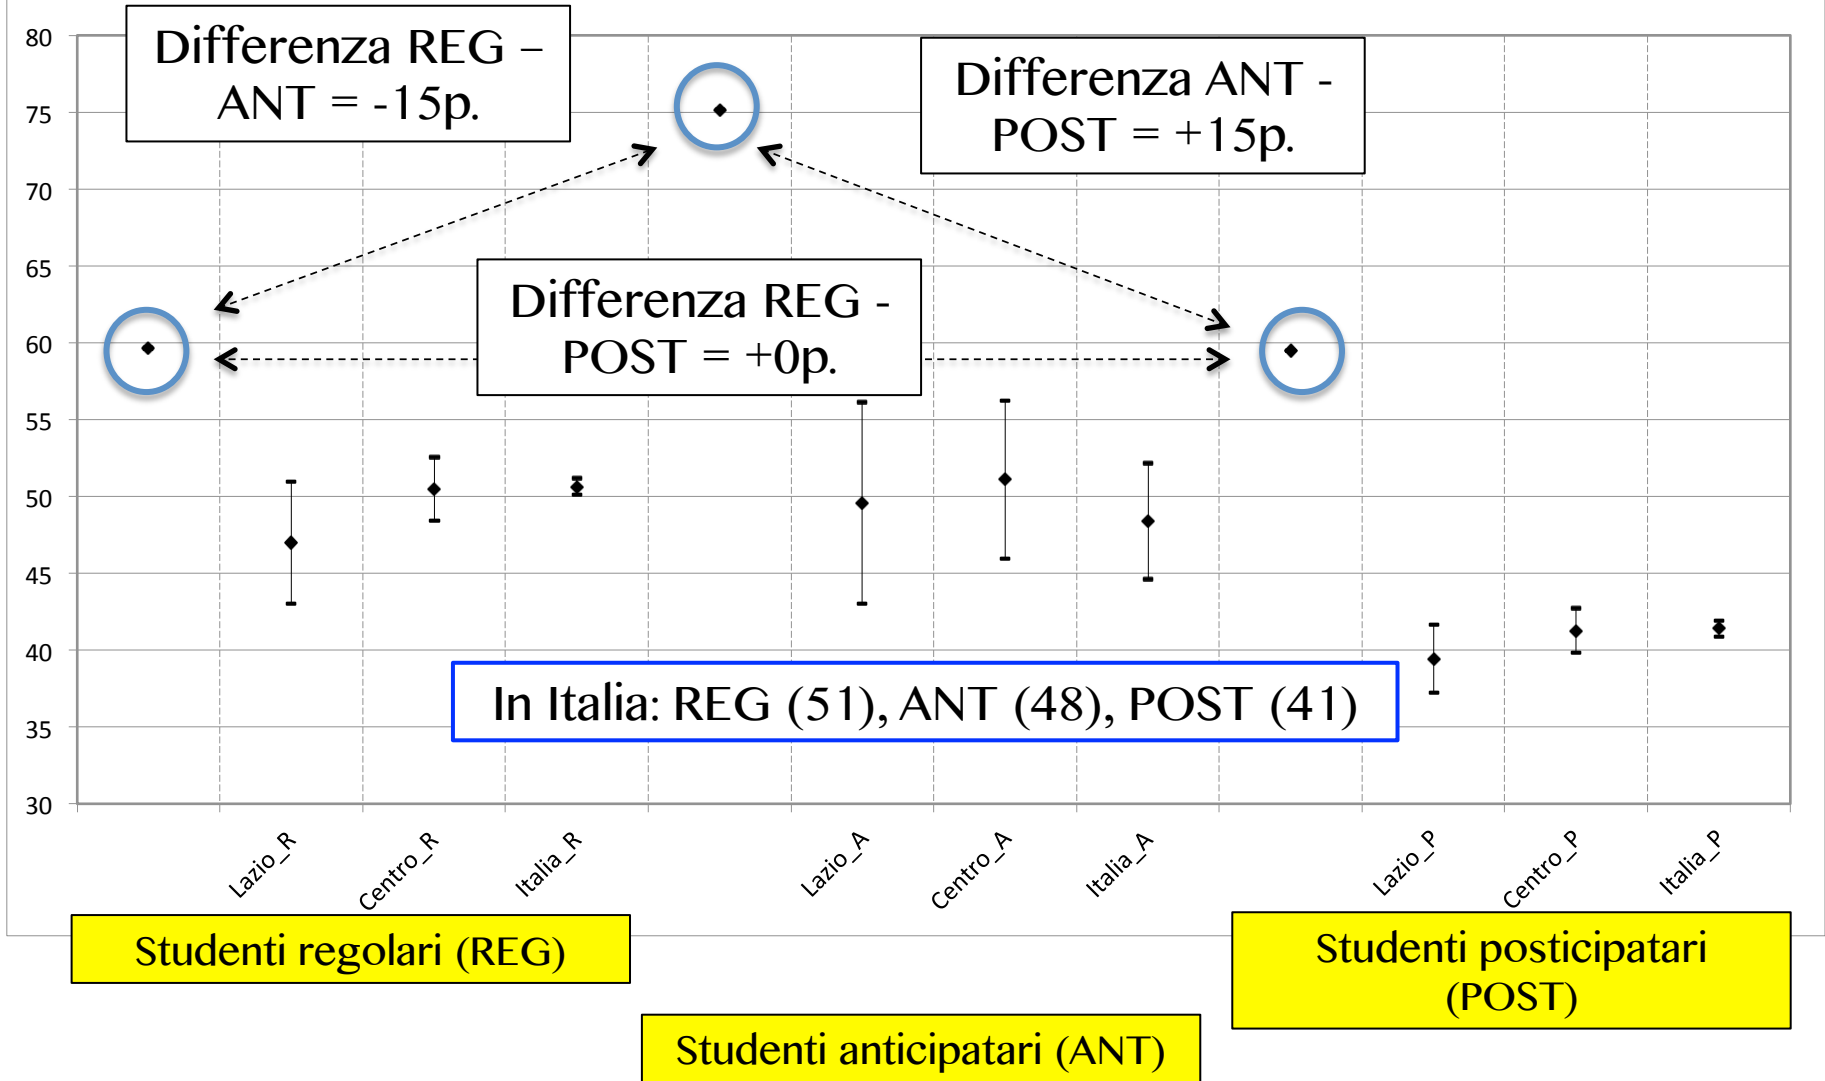 Differenza REG –
ANT = -15p.
Differenza ANT -
POST = +15p.
Differenza REG -
POST = +0p.
80
75
70
65
60
55
50
45
40
35
30
In Italia: REG (51), ANT (48), POST (41)
Lazio_R
Centro_R
Italia_R
Lazio_A
Centro_A
Italia_A
Lazio_P
Centro_P
Italia_P
Studenti regolari (REG)
Studenti posticipatari
(POST)
Studenti anticipatari (ANT)